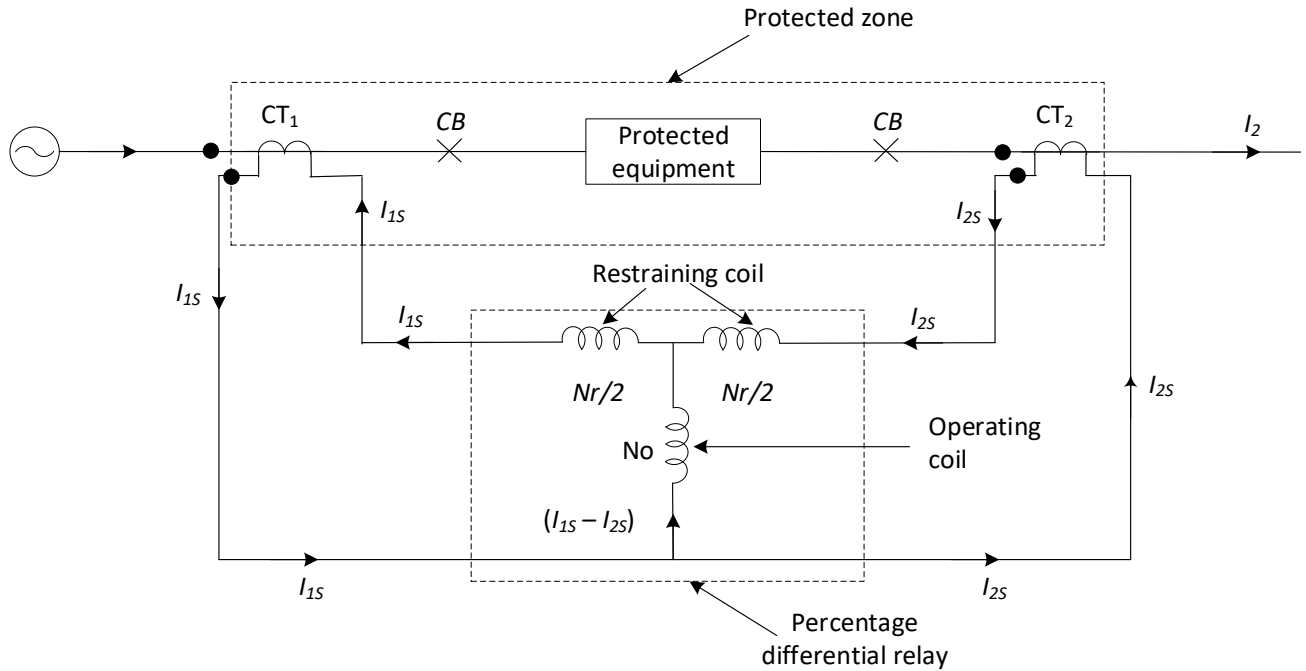 Protected zone
CT₁
CB
Protected
equipment
CB
CT₂
I₂
I₁S
I₂S
I₁S
Restraining coil
I₁S
I₂S
Nr/2
Nr/2
I₂S
No
Operating
coil
(I₁S – I₂S)
I₁S
I₂S
Percentage
differential relay